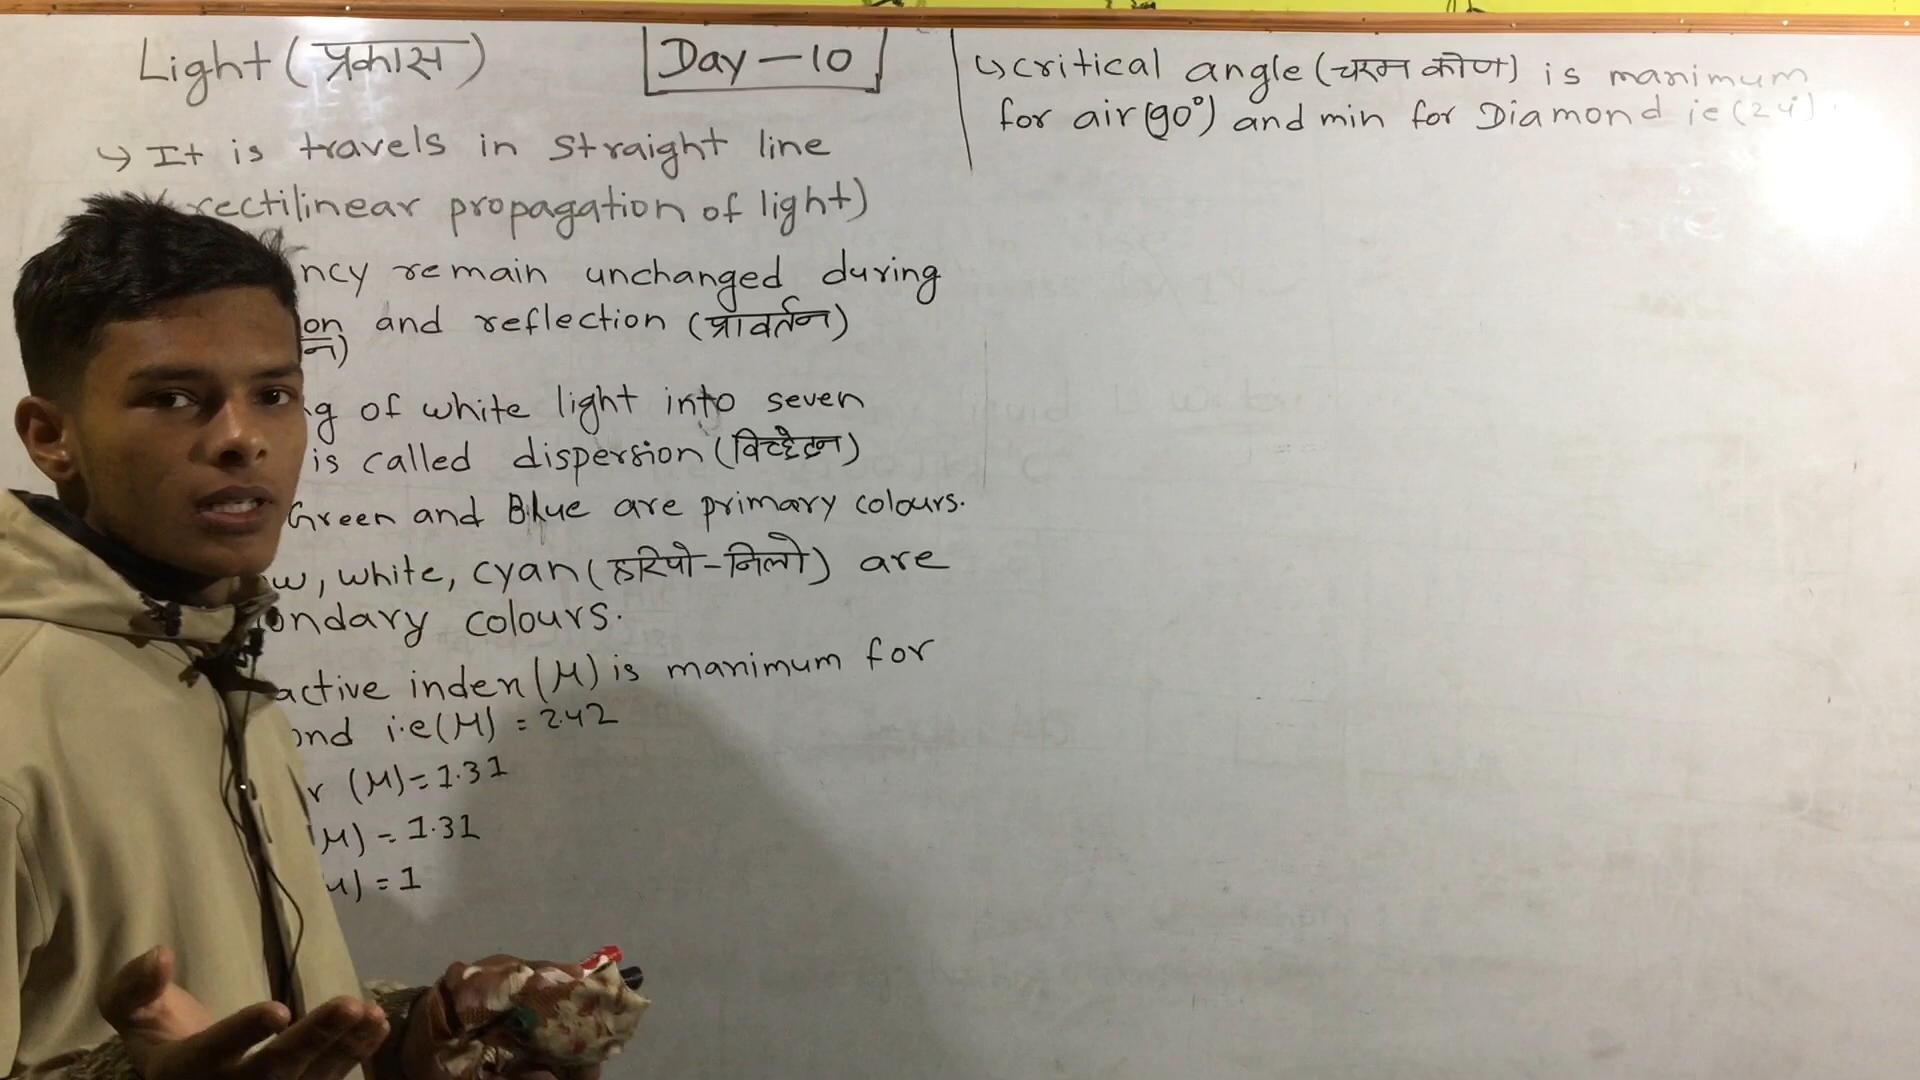 Light (प्रकास)
Day-10
↳ It is travels in straight line
rectilinear propagation of light)
ncy remain unchanged during
on and reflection (प्रावर्तन)
न)
g of white light into seven
is called dispersion (विच्छेदन)
Green and Blue are primary colours.
w, white, cyan (हरियो-निलो) are
ondary colours.
active index (μ) is manimum for
ond i.e (μ) = 2.42
r (μ) = 1.31
μ) - 1.31
μ) = 1
↳ critical angle (चरम कोण) is manimum
for air (90°) and min for Diamond ie (24°)